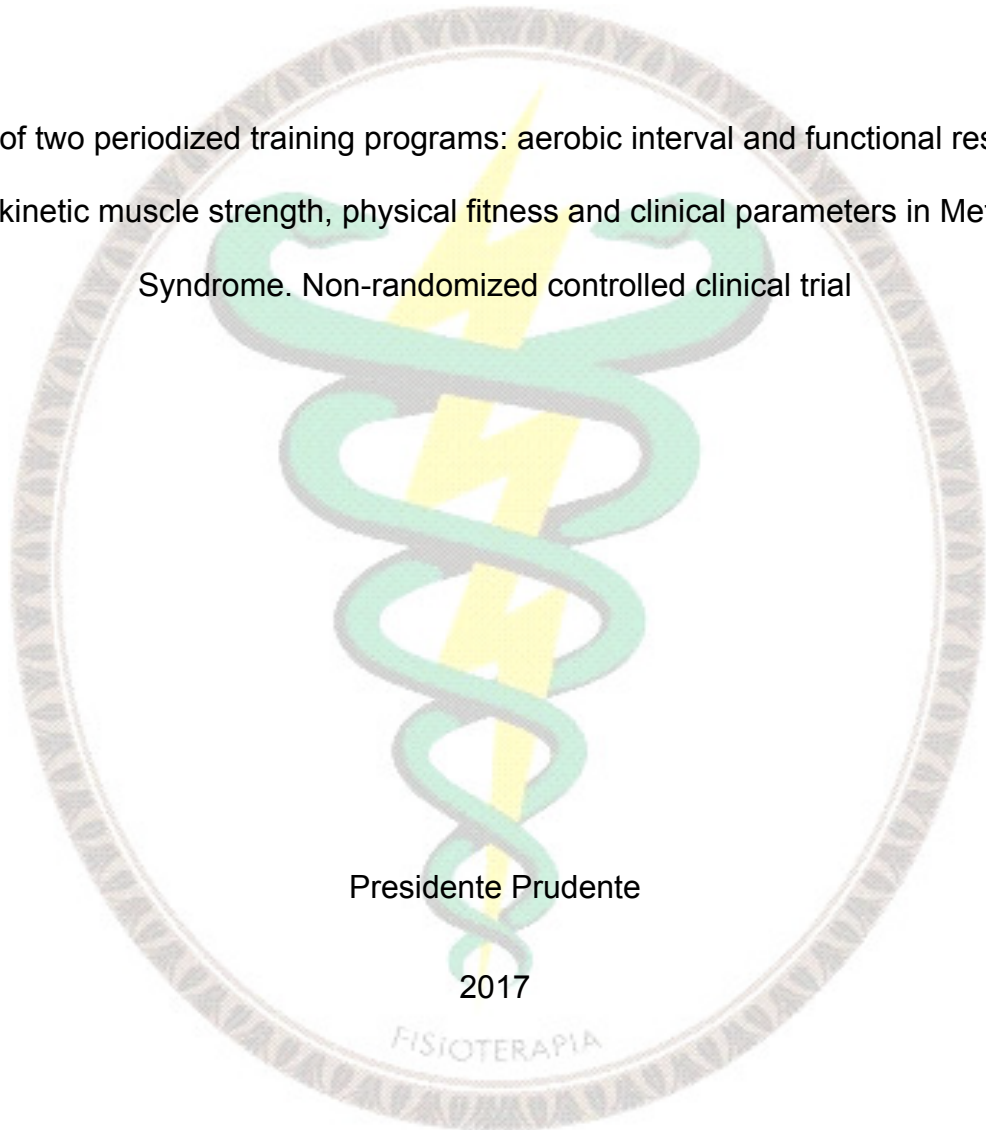 of two periodized training programs: aerobic interval and functional res
kinetic muscle strength, physical fitness and clinical parameters in Met
Syndrome. Non-randomized controlled clinical trial
Presidente Prudente
2017
FISIOTERAPIA